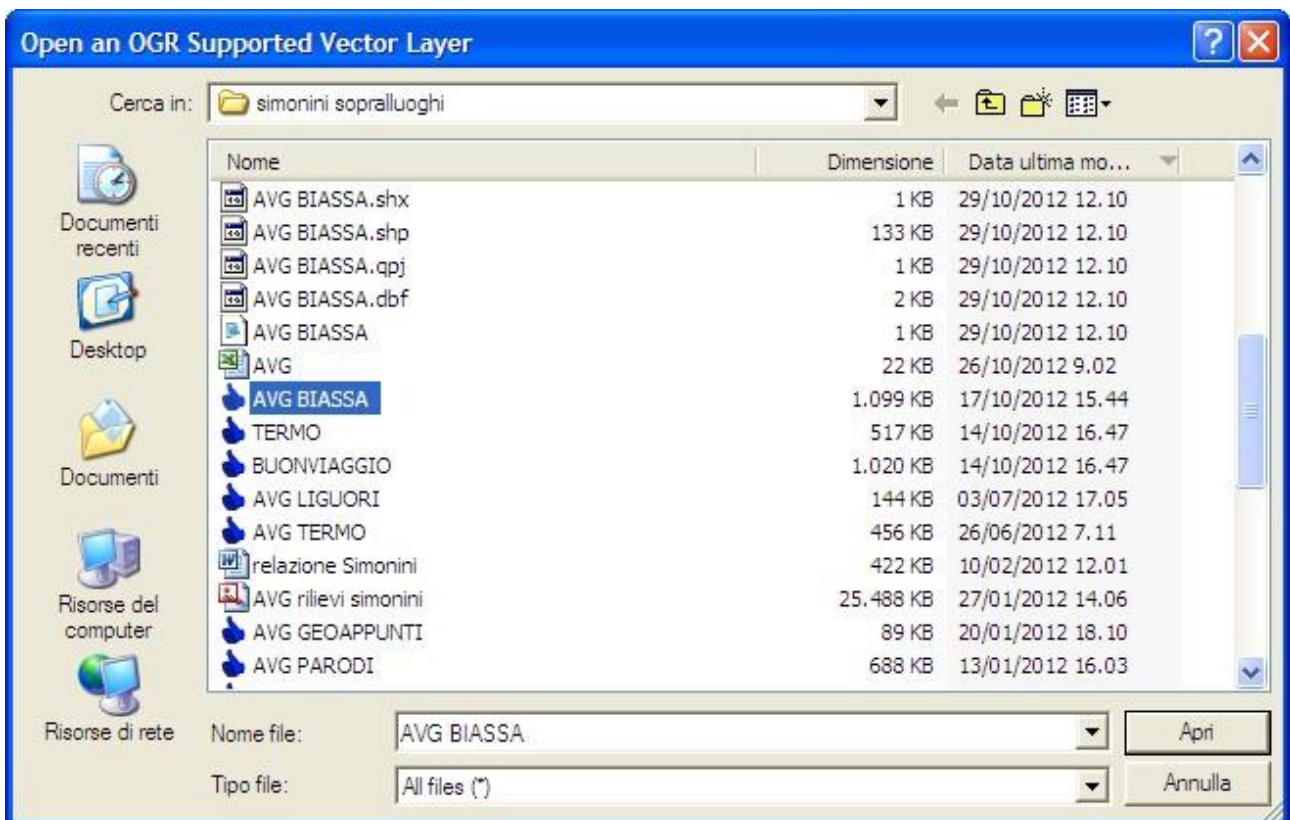 Open an OGR Supported Vector Layer
Cerca in: simonini sopralluoghi
Nome Dimensione Data ultima mo...
AVG BIASSA.shx 1 KB 29/10/2012 12.10
AVG BIASSA.shp 133 KB 29/10/2012 12.10
AVG BIASSA.qpj 1 KB 29/10/2012 12.10
AVG BIASSA.dbf 2 KB 29/10/2012 12.10
AVG BIASSA 1 KB 29/10/2012 12.10
AVG 22 KB 26/10/2012 9.02
AVG BIASSA 1.099 KB 17/10/2012 15.44
TERMO 517 KB 14/10/2012 16.47
BUONVIAGGIO 1.020 KB 14/10/2012 16.47
AVG LIGUORI 144 KB 03/07/2012 17.05
AVG TERMO 456 KB 26/06/2012 7.11
relazione Simonini 422 KB 10/02/2012 12.01
AVG rilievi simonini 25.488 KB 27/01/2012 14.06
AVG GEOAPPUNTI 89 KB 20/01/2012 18.10
AVG PARODI 688 KB 13/01/2012 16.03
Documenti
recenti
Desktop
Documenti
Risorse del
computer
Risorse di rete
Nome file: AVG BIASSA Apri
Tipo file: All files (*) Annulla